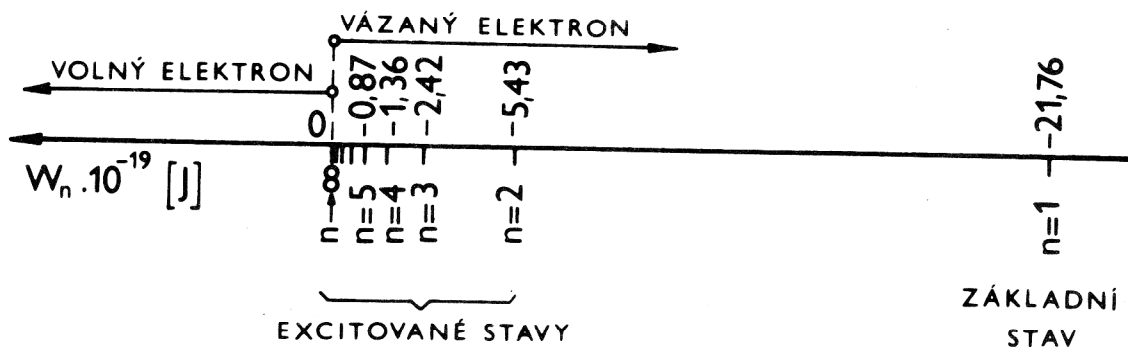 VÁZANÝ ELEKTRON
VOLNÝ ELEKTRON
0
-0,87
-1,36
-2,42
-5,43
-21,76
Wn .10⁻¹⁹ [J]
n→∞
n=5
n=4
n=3
n=2
n=1
EXCITOVANÉ STAVY
ZÁKLADNÍ
STAV